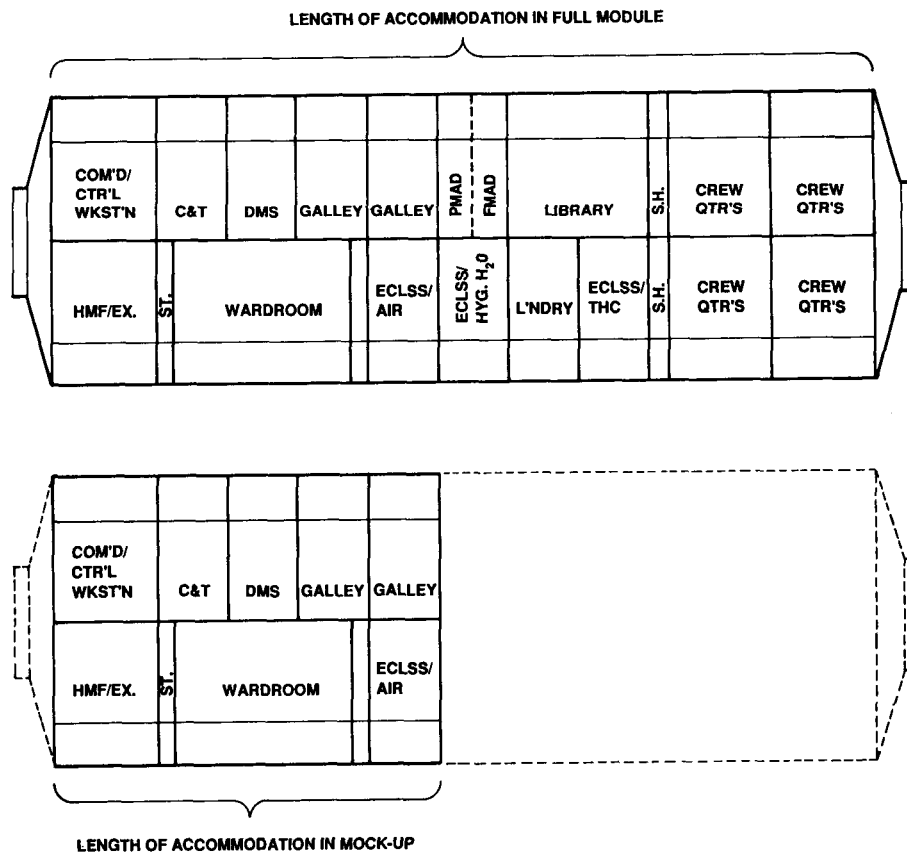 LENGTH OF ACCOMMODATION IN FULL MODULE
COM'D/
CTR'L
WKST'N
C&T
DMS
GALLEY
GALLEY
PMAD
FMAD
LIBRARY
S.H.
CREW
QTR'S
CREW
QTR'S
HMF/EX.
ST.
WARDROOM
ECLSS/
AIR
ECLSS/
HYG. H₂0
L'NDRY
ECLSS/
THC
S.H.
CREW
QTR'S
CREW
QTR'S
COM'D/
CTR'L
WKST'N
C&T
DMS
GALLEY
GALLEY
HMF/EX.
ST.
WARDROOM
ECLSS/
AIR
LENGTH OF ACCOMMODATION IN MOCK-UP